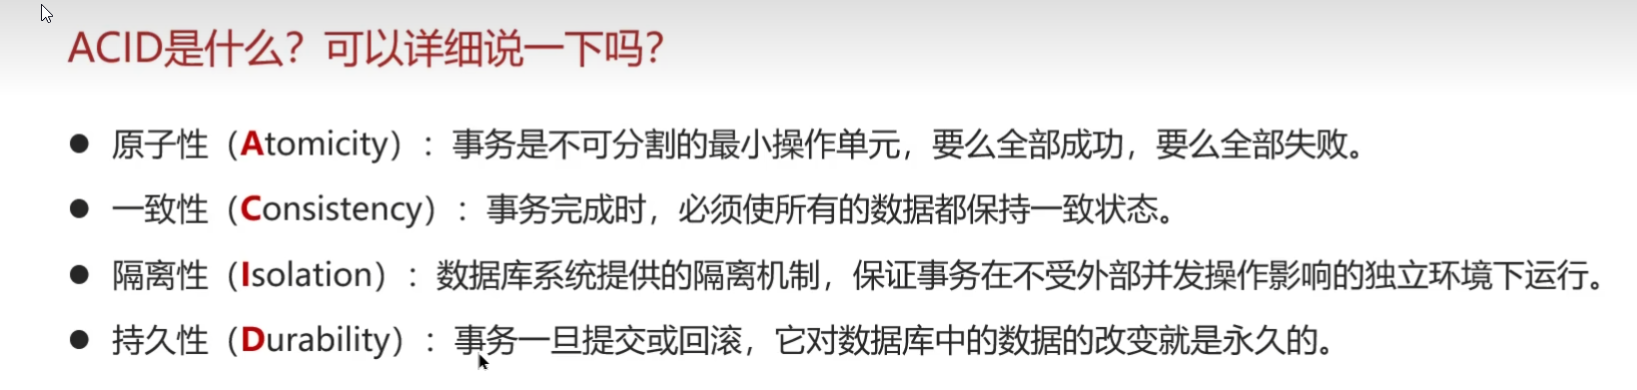 ACID是什么？可以详细说一下吗？
● 原子性（Atomicity）：事务是不可分割的最小操作单元，要么全部成功，要么全部失败。
● 一致性（Consistency）：事务完成时，必须使所有的数据都保持一致状态。
● 隔离性（Isolation）：数据库系统提供的隔离机制，保证事务在不受外部并发操作影响的独立环境下运行。
● 持久性（Durability）：事务一旦提交或回滚，它对数据库中的数据的改变就是永久的。